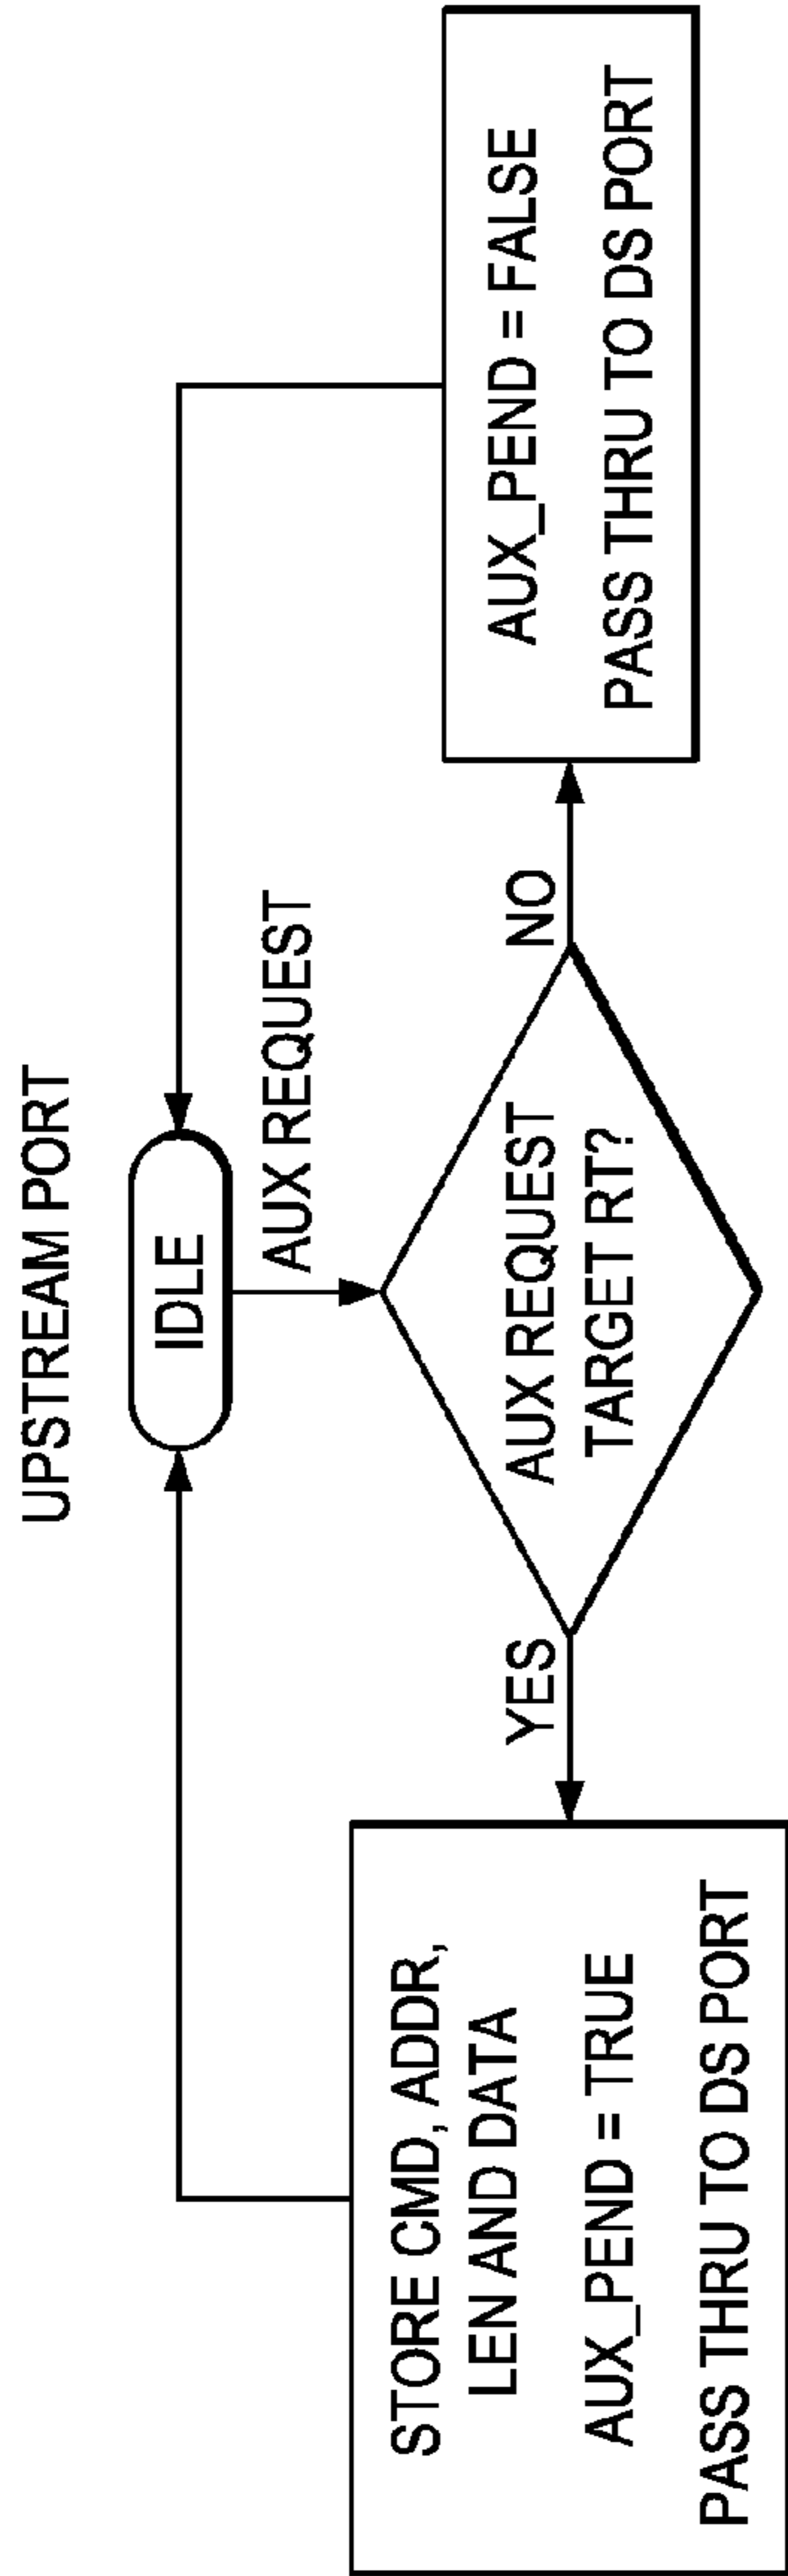 UPSTREAM PORT
IDLE
AUX REQUEST
AUX REQUEST
TARGET RT?
YES
NO
STORE CMD, ADDR,
LEN AND DATA
AUX_PEND = TRUE
PASS THRU TO DS PORT
AUX_PEND = FALSE
PASS THRU TO DS PORT